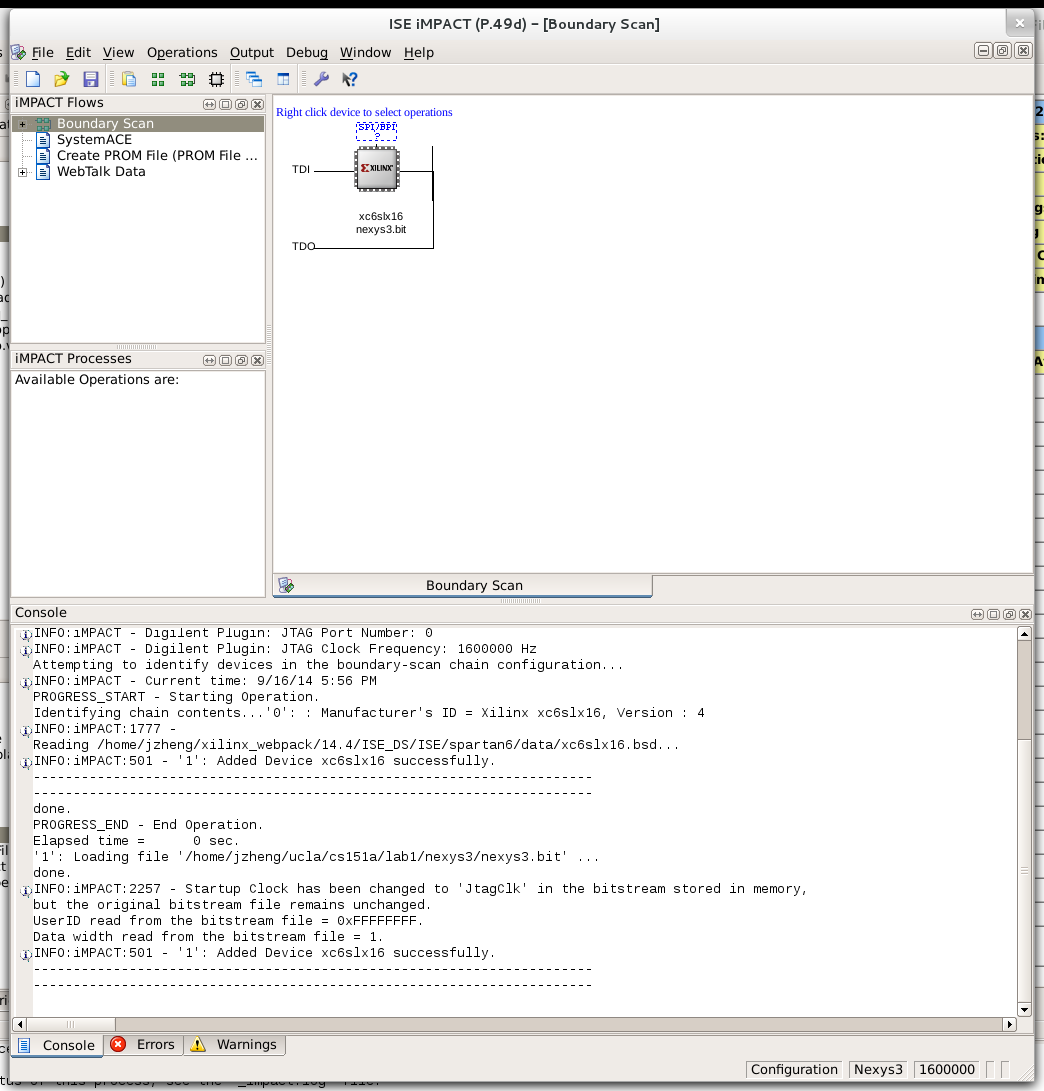 ISE iMPACT (P.49d) – [Boundary Scan]
File Edit View Operations Output Debug Window Help
iMPACT Flows
Boundary Scan
SystemACE
Create PROM File (PROM File ...
WebTalk Data
iMPACT Processes
Available Operations are:
Right click device to select operations
SPI/BPI
?
TDI
XILINX
xc6slx16
nexys3.bit
TDO
Boundary Scan
Console
INFO:iMPACT - Digilent Plugin: JTAG Port Number: 0
INFO:iMPACT - Digilent Plugin: JTAG Clock Frequency: 1600000 Hz
Attempting to identify devices in the boundary-scan chain configuration...
INFO:iMPACT - Current time: 9/16/14 5:56 PM
PROGRESS_START - Starting Operation.
Identifying chain contents...'0': : Manufacturer's ID = Xilinx xc6slx16, Version : 4
INFO:iMPACT:1777 -
Reading /home/jzheng/xilinx_webpack/14.4/ISE_DS/ISE/spartan6/data/xc6slx16.bsd...
INFO:iMPACT:501 - '1': Added Device xc6slx16 successfully.
----------------------------------------------------------------------
----------------------------------------------------------------------
done.
PROGRESS_END - End Operation.
Elapsed time =      0 sec.
'1': Loading file '/home/jzheng/ucla/cs151a/lab1/nexys3/nexys3.bit' ...
done.
INFO:iMPACT:2257 - Startup Clock has been changed to 'JtagClk' in the bitstream stored in memory,
but the original bitstream file remains unchanged.
UserID read from the bitstream file = 0xFFFFFFFF.
Data width read from the bitstream file = 1.
INFO:iMPACT:501 - '1': Added Device xc6slx16 successfully.
----------------------------------------------------------------------
----------------------------------------------------------------------
Console Errors Warnings
Configuration Nexys3 1600000